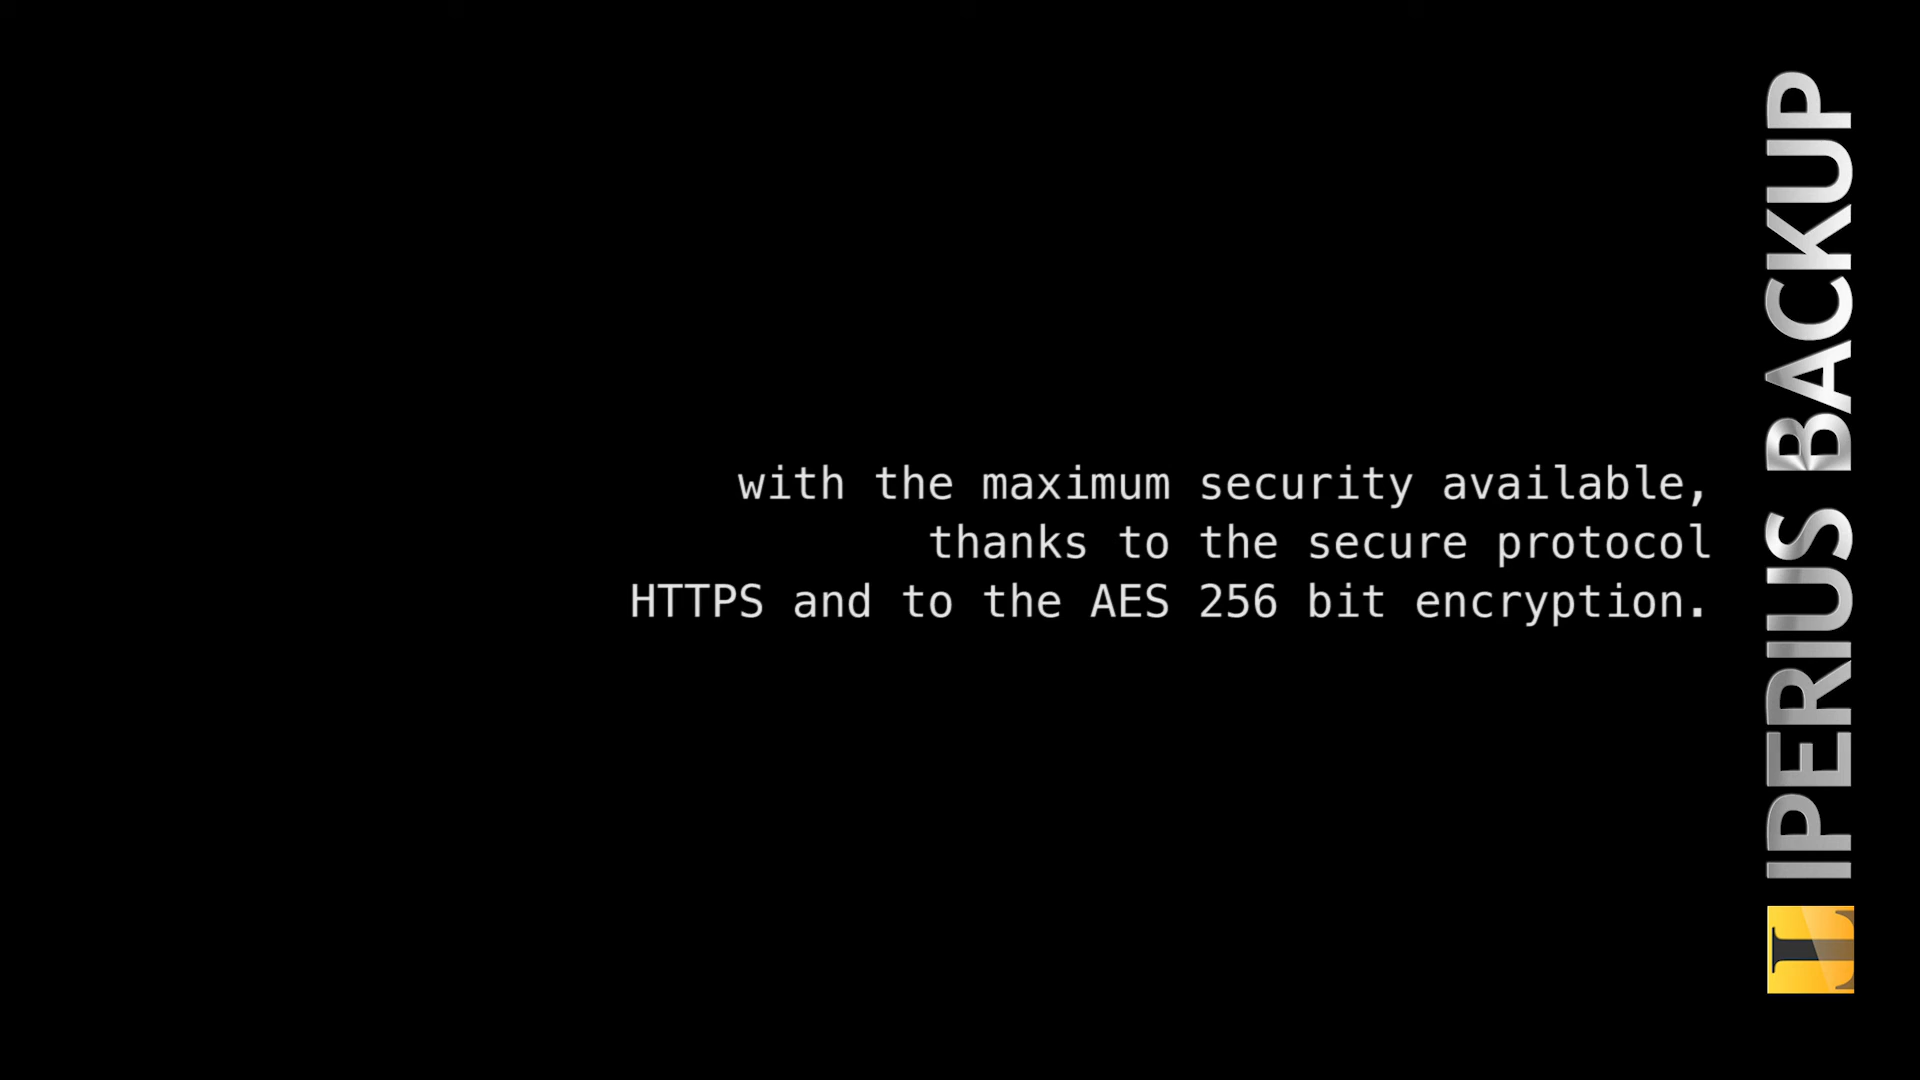 with the maximum security available,
thanks to the secure protocol
HTTPS and to the AES 256 bit encryption.
IPERIUS BACKUP